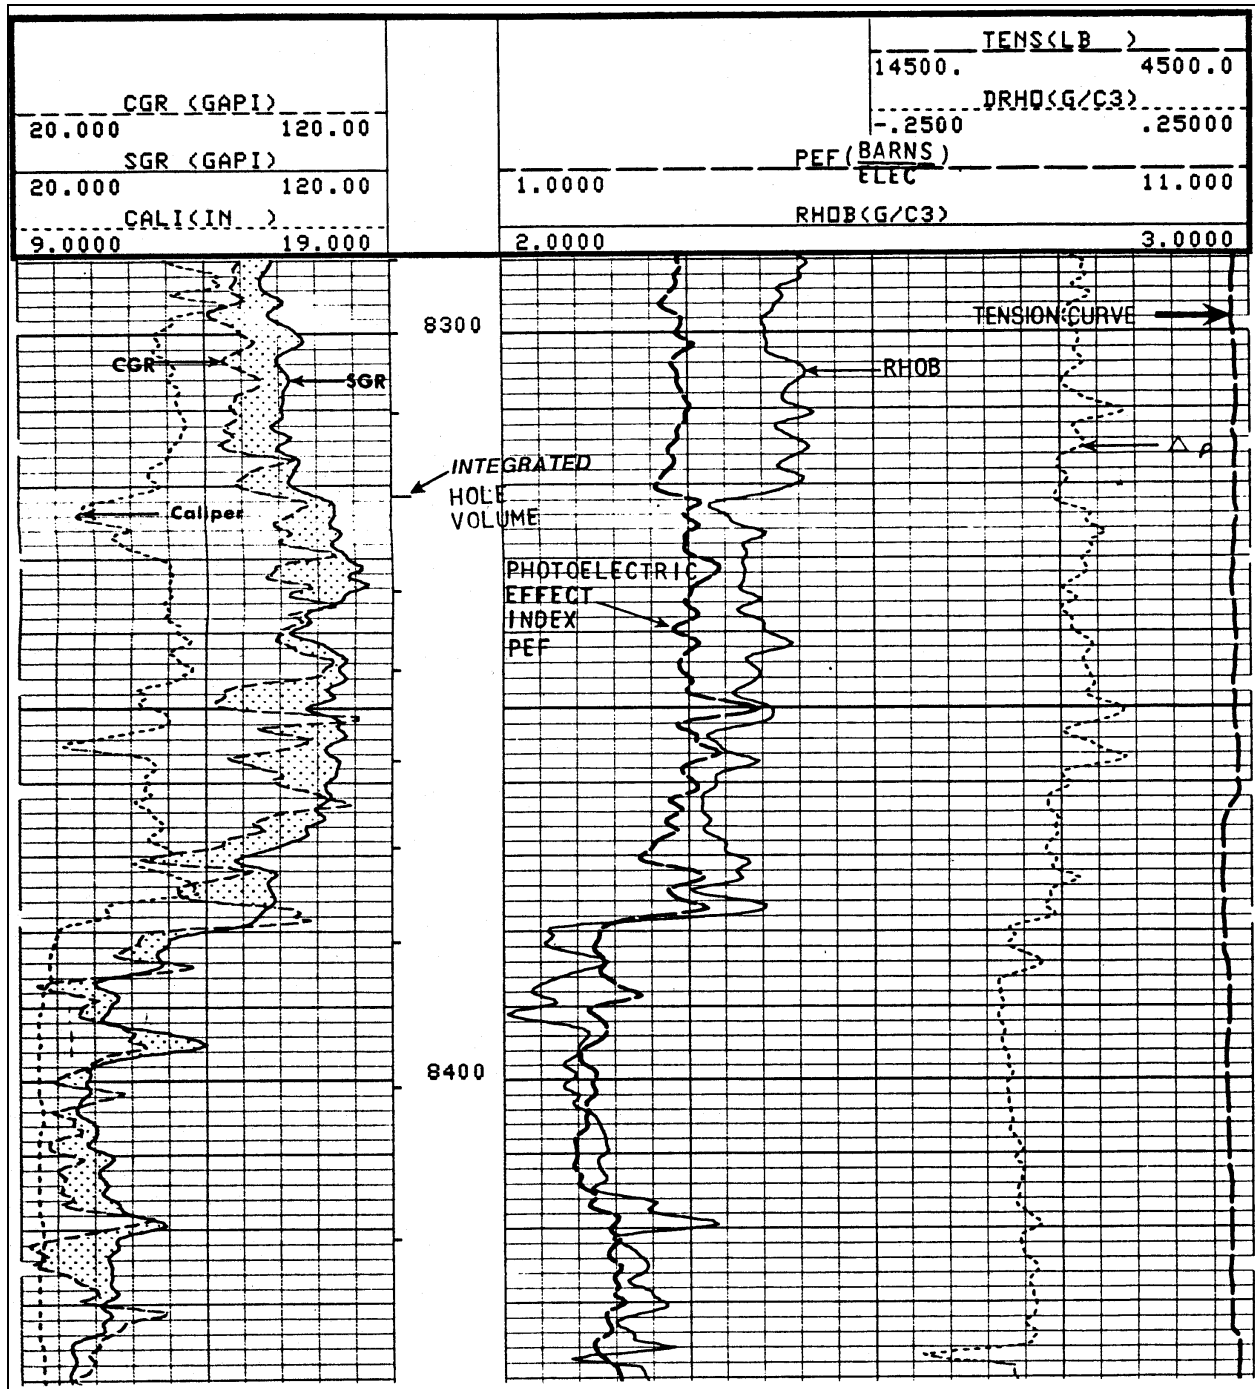 TENS(LB )
14500. 4500.0
CGR (GAPI) DRHO(G/C3)
20.000 120.00 -.2500 .25000
SGR (GAPI) PEF(BARNS/ELEC)
20.000 120.00 1.0000 11.000
CALI(IN ) RHOB(G/C3)
9.0000 19.000 2.0000 3.0000
8300
TENSION CURVE
CGR
SGR
RHOB
Δρ
INTEGRATED
HOLE
VOLUME
Caliper
PHOTOELECTRIC
EFFECT
INDEX
PEF
8400